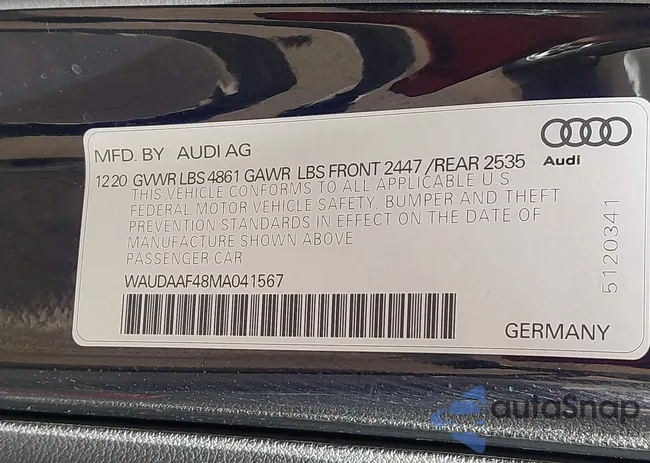 MFD. BY AUDI AG
Audi
1220 GVWR LBS 4861 GAWR LBS FRONT 2447 /REAR 2535
THIS VEHICLE CONFORMS TO ALL APPLICABLE U.S
FEDERAL MOTOR VEHICLE SAFETY, BUMPER AND THEFT
PREVENTION STANDARDS IN EFFECT ON THE DATE OF
MANUFACTURE SHOWN ABOVE
PASSENGER CAR
WAUDAAF48MA041567
5120341
GERMANY
autoSnap